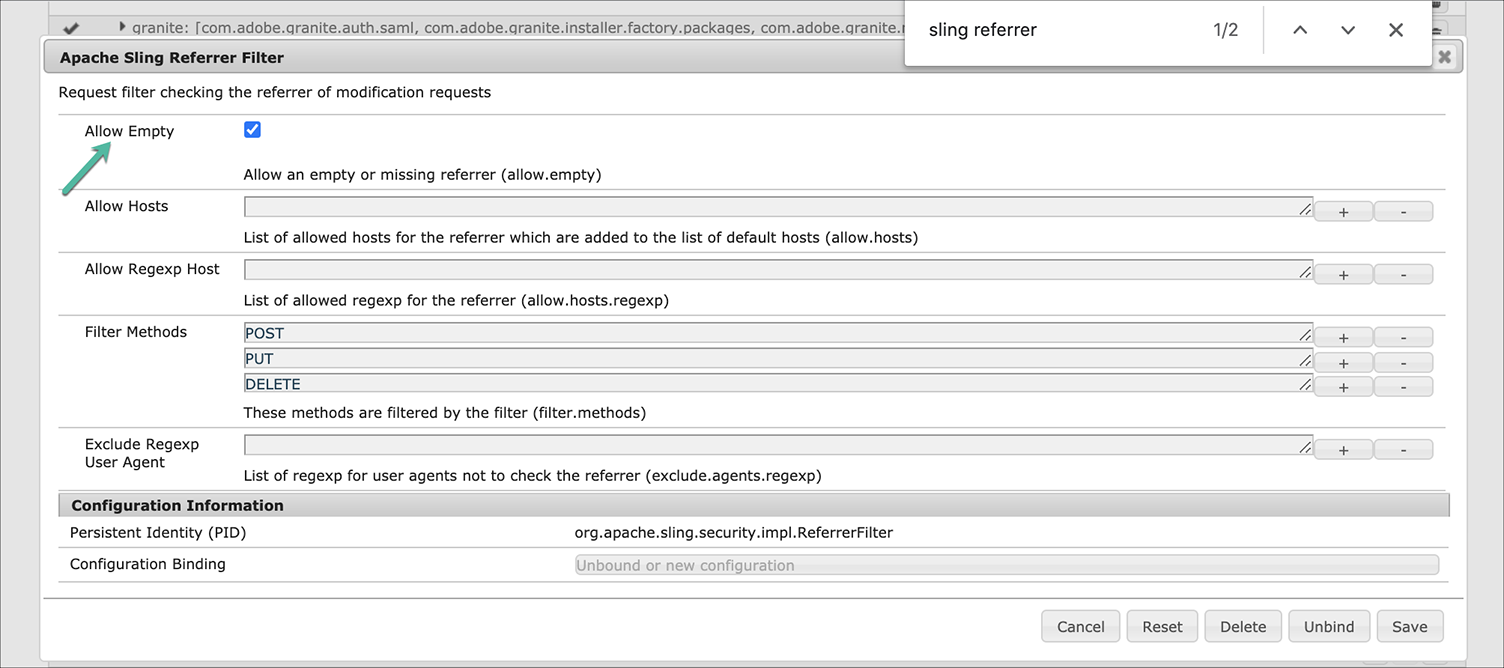 granite: [com.adobe.granite.auth.saml, com.adobe.granite.installer.factory.packages, com.adobe.granite.
sling referrer 1/2
Apache Sling Referrer Filter
Request filter checking the referrer of modification requests
Allow Empty
Allow an empty or missing referrer (allow.empty)
Allow Hosts
+ -
List of allowed hosts for the referrer which are added to the list of default hosts (allow.hosts)
Allow Regexp Host
+ -
List of allowed regexp for the referrer (allow.hosts.regexp)
Filter Methods
POST + -
PUT + -
DELETE + -
These methods are filtered by the filter (filter.methods)
Exclude Regexp
User Agent
+ -
List of regexp for user agents not to check the referrer (exclude.agents.regexp)
Configuration Information
Persistent Identity (PID) org.apache.sling.security.impl.ReferrerFilter
Configuration Binding Unbound or new configuration
Cancel Reset Delete Unbind Save